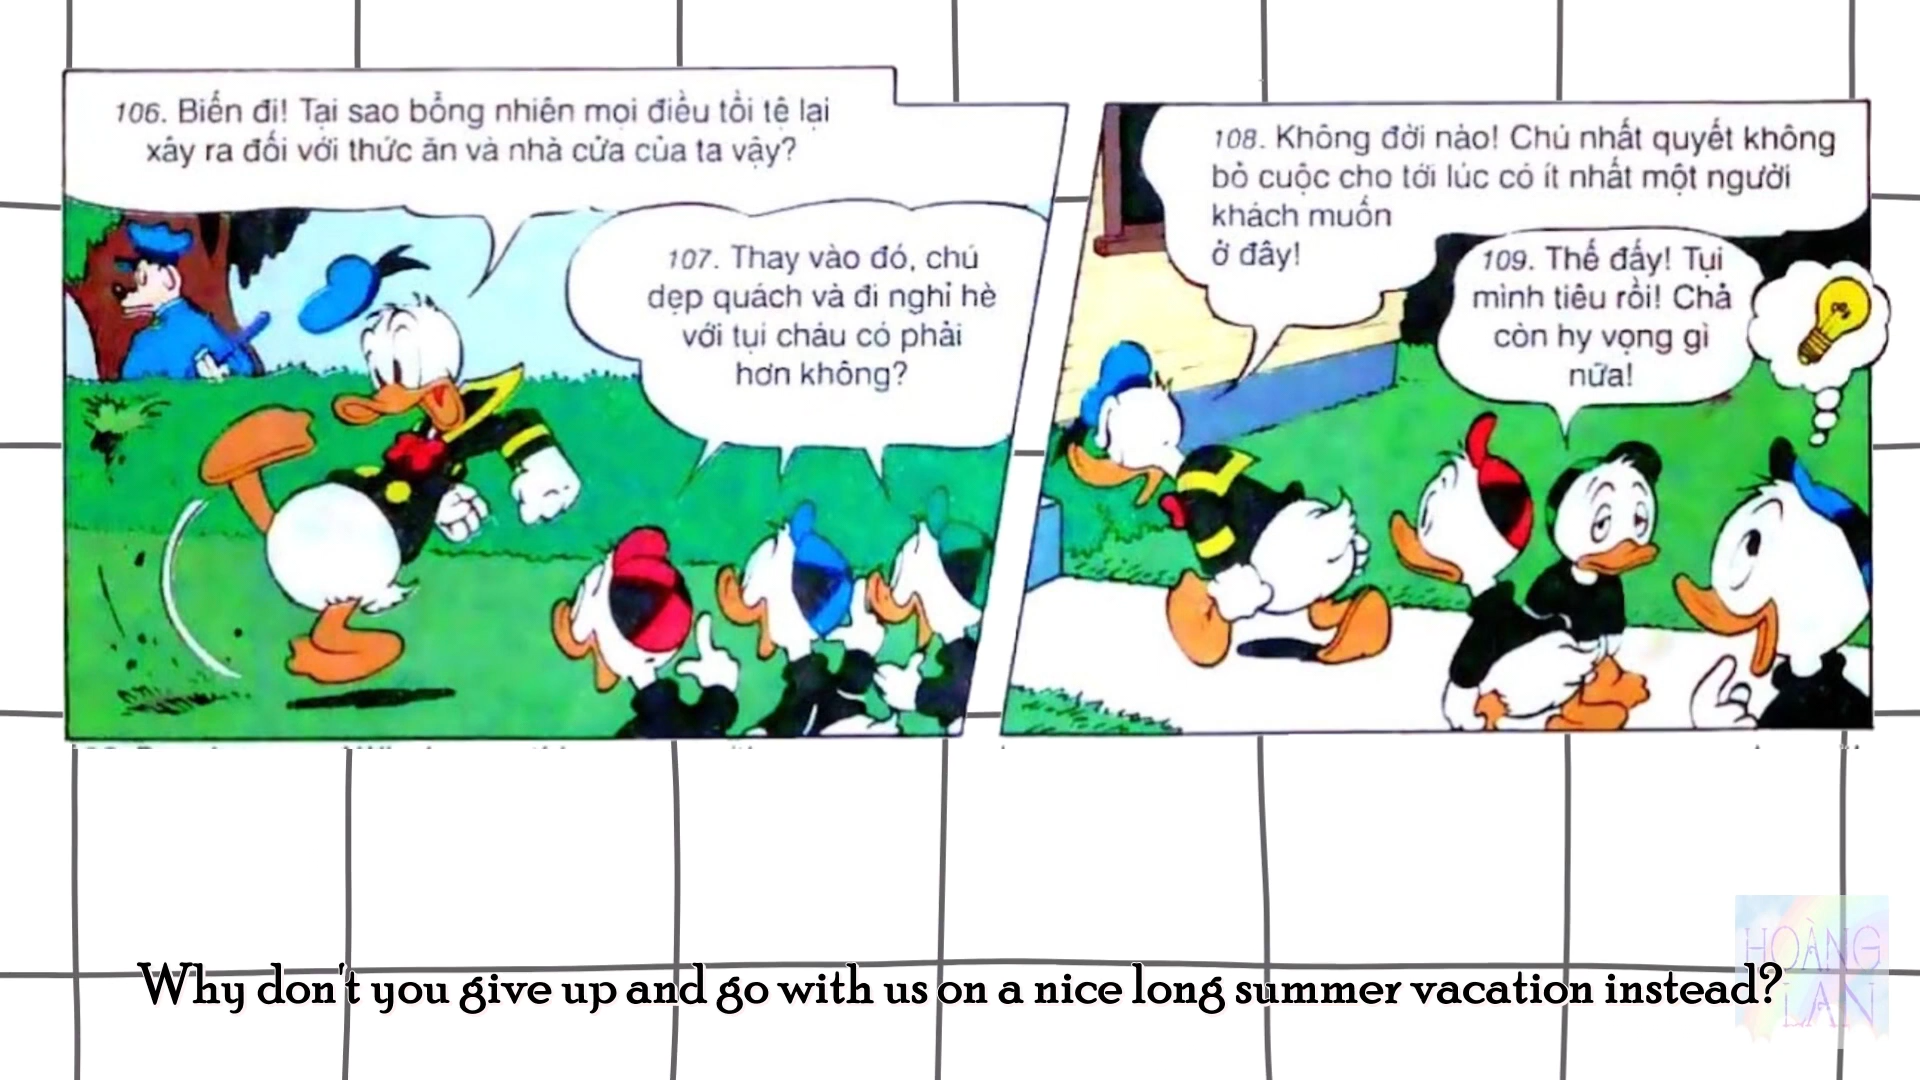 106. Biến đi! Tại sao bỗng nhiên mọi điều tồi tệ lại
xảy ra đối với thức ăn và nhà cửa của ta vậy?
107. Thay vào đó, chú
dẹp quách và đi nghỉ hè
với tụi cháu có phải
hơn không?
108. Không đời nào! Chú nhất quyết không
bỏ cuộc cho tới lúc có ít nhất một người
khách muốn
ở đây!
109. Thế đấy! Tụi
mình tiêu rồi! Chả
còn hy vọng gì
nữa!
Why don't you give up and go with us on a nice long summer vacation instead?
HOÀNG
LAN